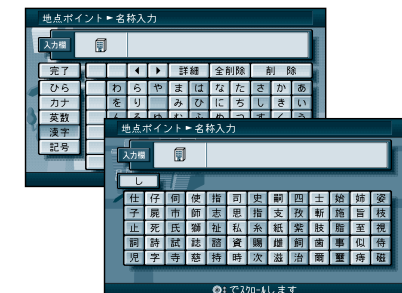 地点ポイント►名称入力
入力欄
完了 ◀ ▶ 詳細 全削除 削 除
ひら わ ら や ま は な た さ か あ
カナ を り み ひ に ち し き い
英数
漢字
記号
地点ポイント►名称入力
入力欄
し
仕 仔 伺 使 指 司 史 嗣 四 士 始 姉 姿
子 屍 市 師 志 思 指 支 孜 斯 施 旨 枝
止 死 氏 獅 祉 私 糸 紙 紫 肢 脂 至 視
詞 詩 試 誌 諮 資 賜 雌 飼 歯 事 似 侍
児 字 寺 慈 持 時 次 滋 治 爾 璽 痔 磁
:でスクロールします